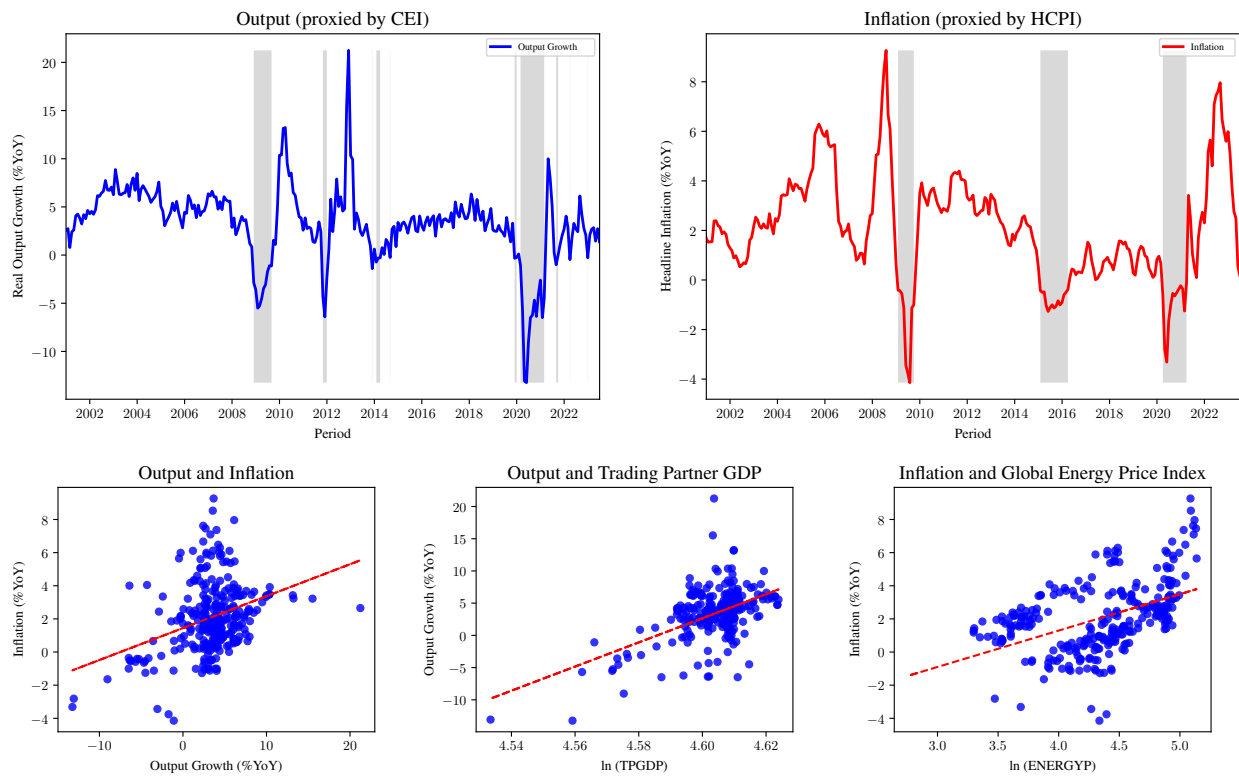 Output (proxied by CEI)
Output Growth
20
15
10
5
0
−5
−10
Real Output Growth (%YoY)
2002 2004 2006 2008 2010 2012 2014 2016 2018 2020 2022
Period
Inflation (proxied by HCPI)
Inflation
8
6
4
2
0
−2
−4
Headline Inflation (%YoY)
2002 2004 2006 2008 2010 2012 2014 2016 2018 2020 2022
Period
Output and Inflation
8
6
4
2
0
−2
−4
Inflation (%YoY)
−10 0 10 20
Output Growth (%YoY)
Output and Trading Partner GDP
20
15
10
5
0
−5
−10
Output Growth (%YoY)
4.54 4.56 4.58 4.60 4.62
ln (TPGDP)
Inflation and Global Energy Price Index
8
6
4
2
0
−2
−4
Inflation (%YoY)
3.0 3.5 4.0 4.5 5.0
ln (ENERGYP)